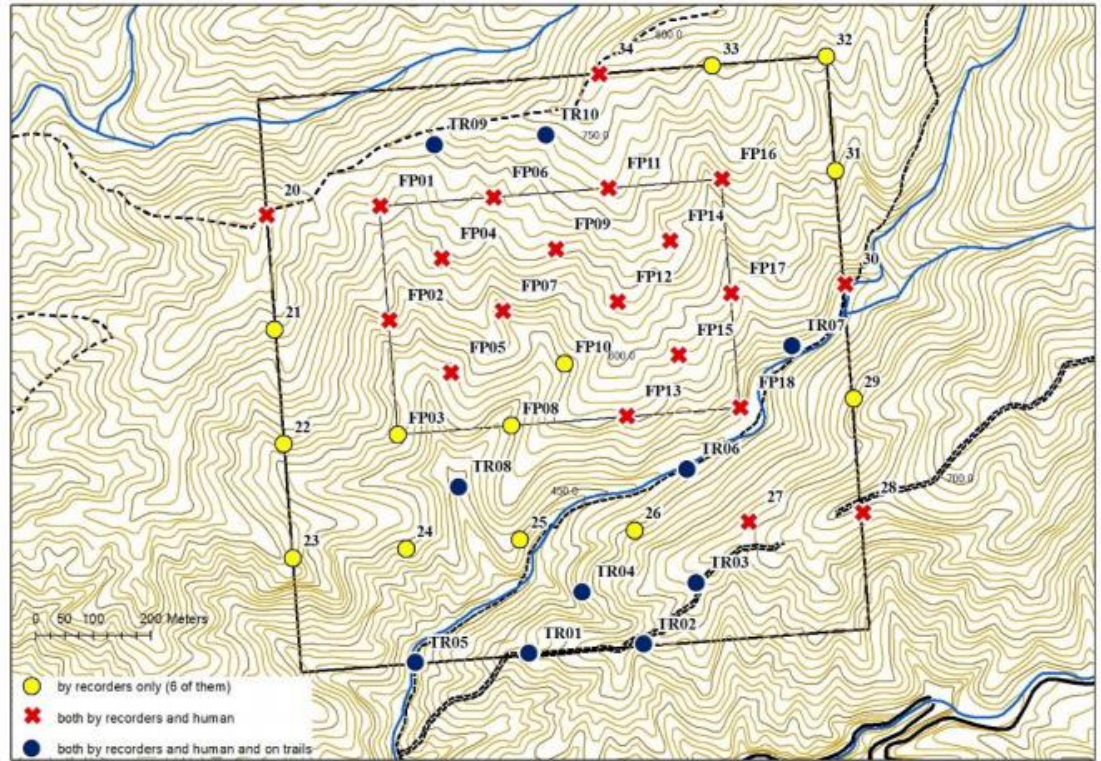 34
33
32
800.0
TR09
TR10
750.0
31
FP01
FP06
FP11
FP16
20
FP04
FP09
FP14
30
FP02
FP07
FP12
FP17
21
TR07
FP05
FP10
800.0
FP15
FP03
FP08
FP13
FP18
29
22
TR08
TR06
450.0
700.0
28
27
23
24
25
26
TR04
TR03
0 50 100 200 Meters
TR05
TR01
TR02
by recorders only (6 of them)
both by recorders and human
both by recorders and human and on trails